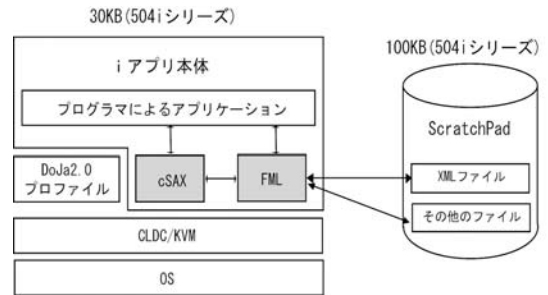 30KB(504iシリーズ)
iアプリ本体
プログラマによるアプリケーション
DoJa2.0
プロファイル
cSAX
FML
CLDC/KVM
OS
100KB(504iシリーズ)
ScratchPad
XMLファイル
その他のファイル